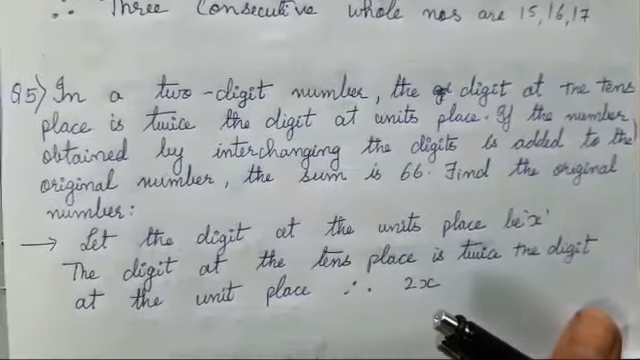 ∴ Three Consecutive whole nos are 15,16,17
Q5) In a two-digit number, the digit at the tens
place is twice the digit at units place. If the number
obtained by interchanging the digits is added to the
original number, the sum is 66. Find the original
number:
→ Let the digit at the units place be 'x'
The digit at the tens place is twice the digit
at the unit place ∴ 2x